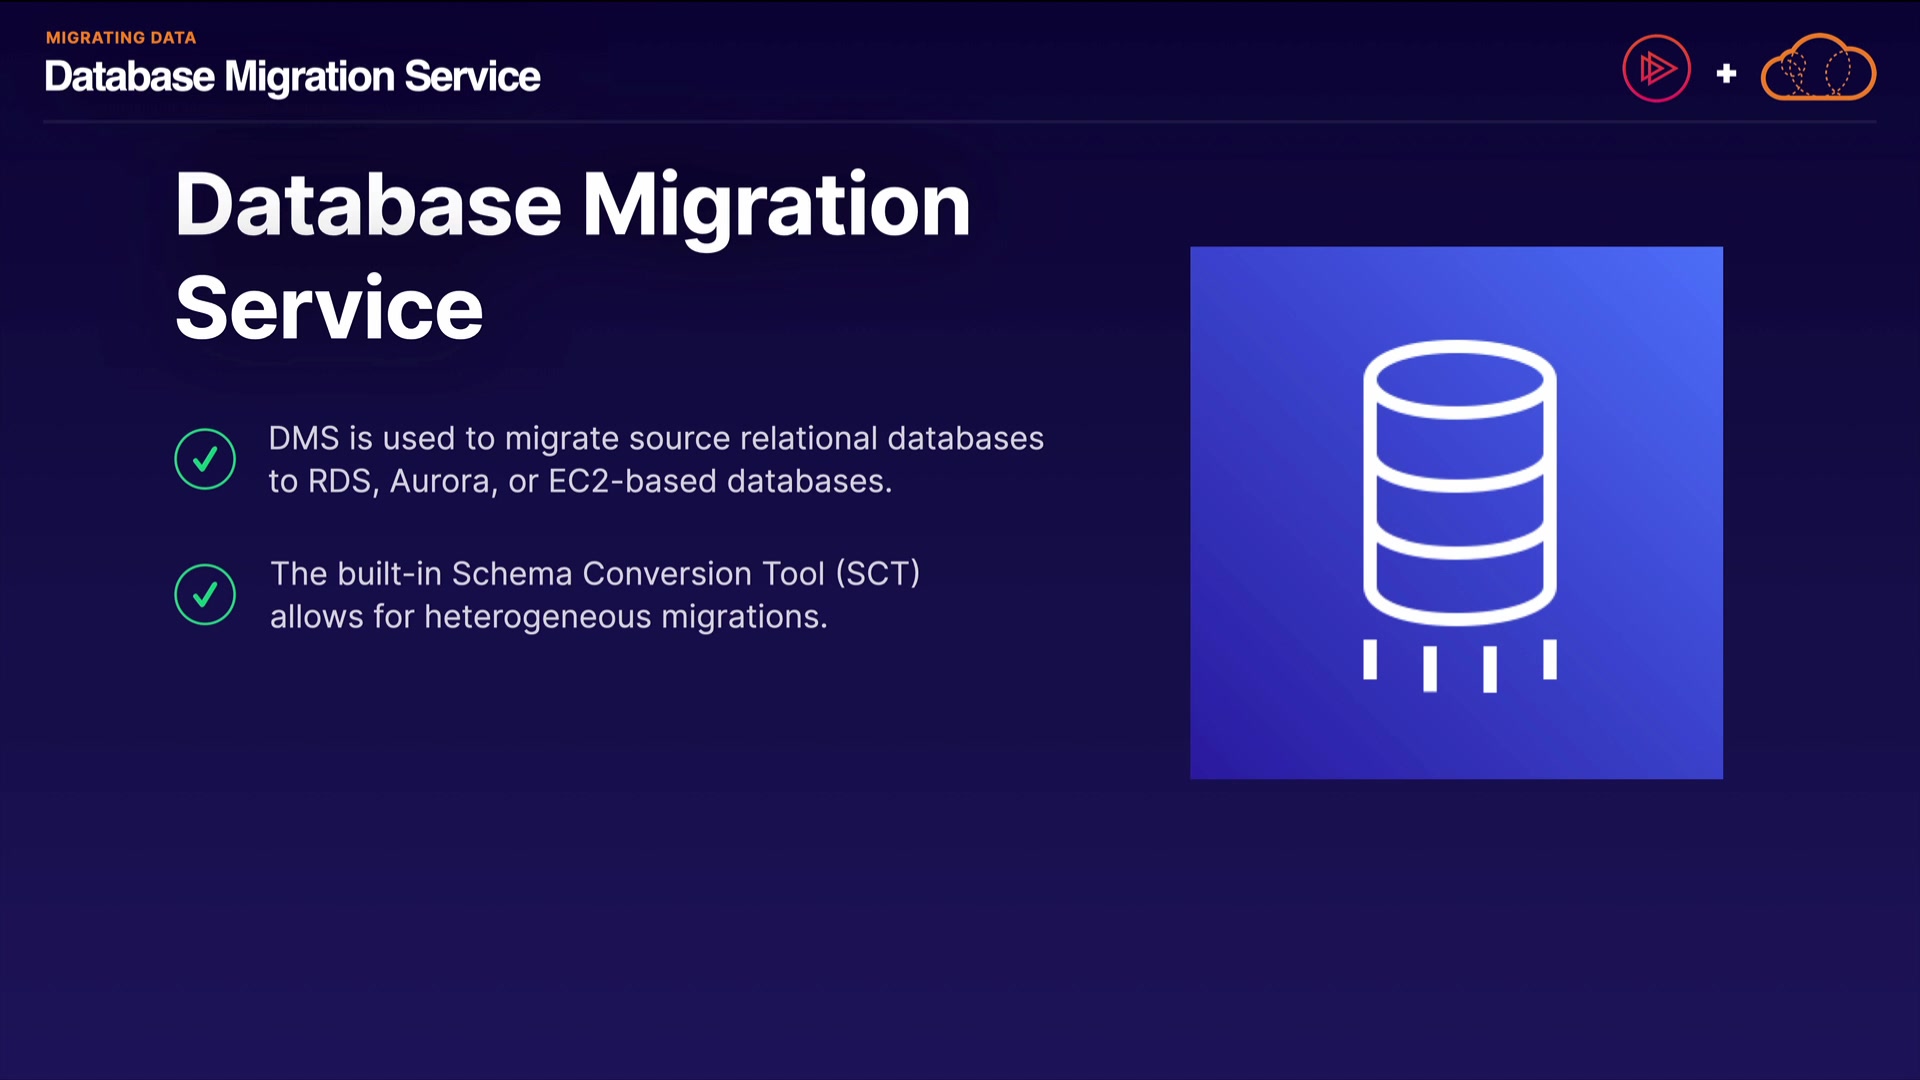 MIGRATING DATA
Database Migration Service
Database Migration
Service
DMS is used to migrate source relational databases
to RDS, Aurora, or EC2-based databases.
The built-in Schema Conversion Tool (SCT)
allows for heterogeneous migrations.